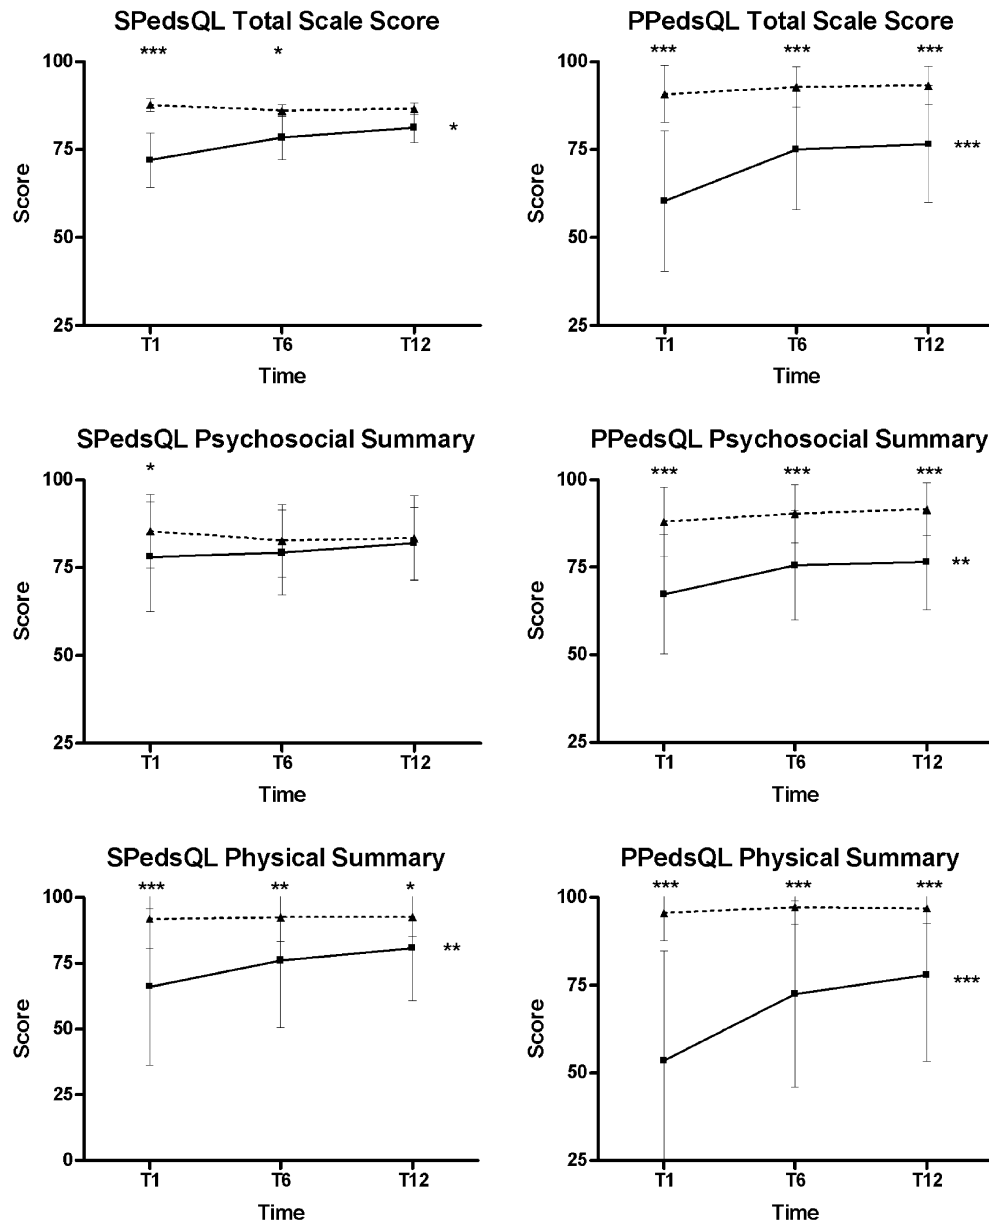 SPedsQL Total Scale Score
*** *
100
75
50
25
Score
*
T1 T6 T12
Time
PPedsQL Total Scale Score
*** *** ***
100
75
50
25
Score
***
T1 T6 T12
Time
SPedsQL Psychosocial Summary
*
100
75
50
25
Score
T1 T6 T12
Time
PPedsQL Psychosocial Summary
*** *** ***
100
75
50
25
Score
**
T1 T6 T12
Time
SPedsQL Physical Summary
*** ** *
100
75
50
25
0
Score
**
T1 T6 T12
Time
PPedsQL Physical Summary
*** *** ***
100
75
50
25
Score
***
T1 T6 T12
Time